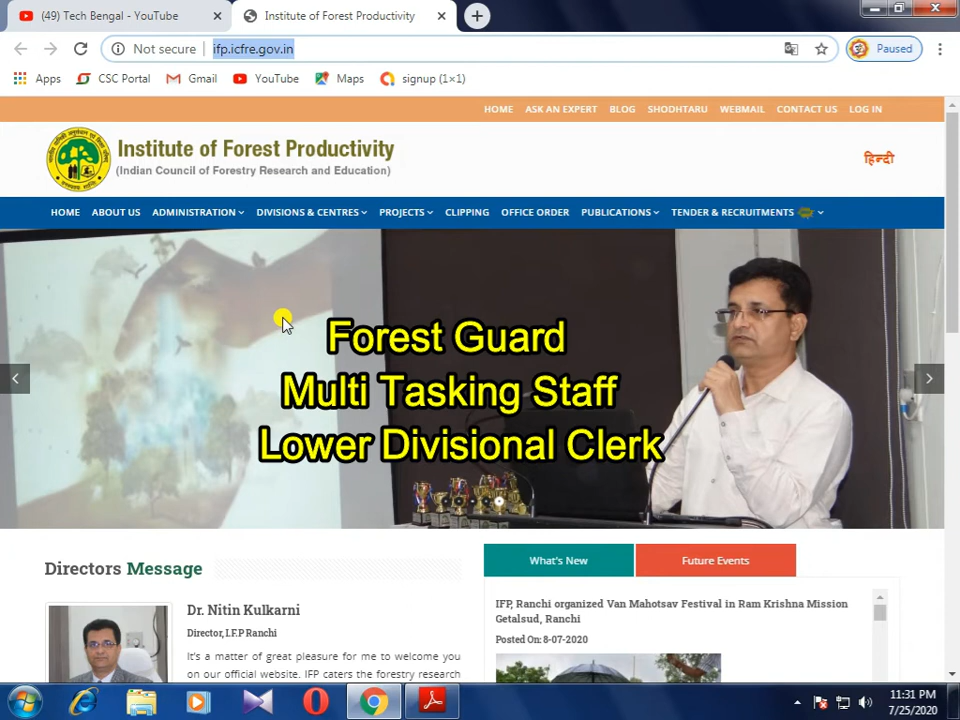 (49) Tech Bengal - YouTube
Institute of Forest Productivity
Not secure
ifp.icfre.gov.in
Paused
Apps
CSC Portal
Gmail
YouTube
Maps
signup (1×1)
HOME ASK AN EXPERT BLOG SHODHTARU WEBMAIL CONTACT US LOG IN
Institute of Forest Productivity
(Indian Council of Forestry Research and Education)
हिन्दी
HOME ABOUT US ADMINISTRATION DIVISIONS & CENTRES PROJECTS CLIPPING OFFICE ORDER PUBLICATIONS TENDER & RECRUITMENTS
Forest Guard
Multi Tasking Staff
Lower Divisional Clerk
Directors Message
Dr. Nitin Kulkarni
Director, I.F.P Ranchi
It's a matter of great pleasure for me to welcome you
on our official website. IFP caters the forestry research
What's New
Future Events
IFP, Ranchi organized Van Mahotsav Festival in Ram Krishna Mission
Getalsud, Ranchi
Posted On: 8-07-2020
11:31 PM
7/25/2020